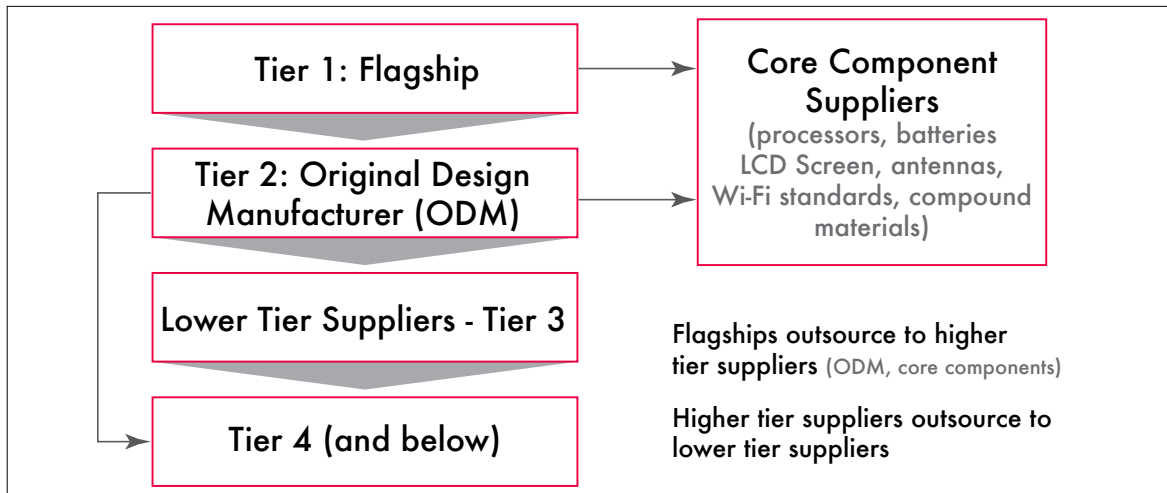 Tier 1: Flagship
Core Component
Suppliers
(processors, batteries
LCD Screen, antennas,
Wi-Fi standards, compound
materials)
Tier 2: Original Design
Manufacturer (ODM)
Lower Tier Suppliers - Tier 3
Tier 4 (and below)
Flagships outsource to higher
tier suppliers (ODM, core components)
Higher tier suppliers outsource to
lower tier suppliers